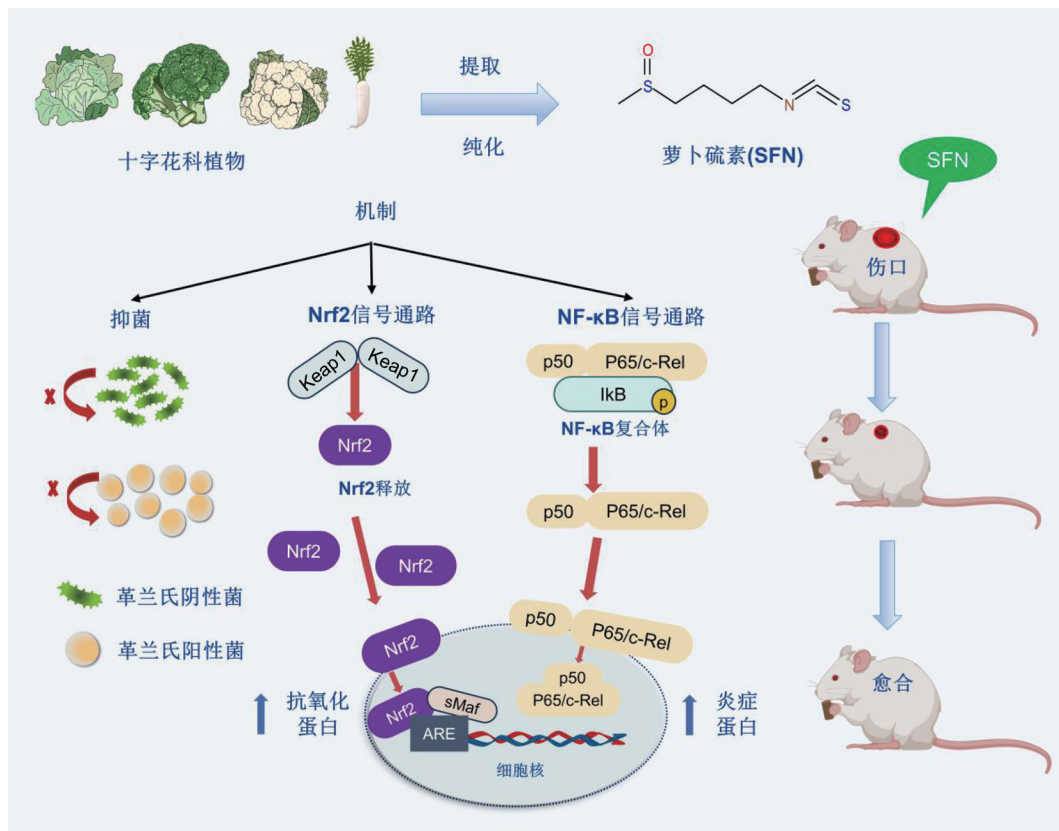 提取
纯化
十字花科植物
O
S
N
S
萝卜硫素(SFN)
SFN
伤口
机制
抑菌
Nrf2信号通路
NF-κB信号通路
Keap1
Keap1
p50
P65/c-Rel
IkB
p
NF-κB复合体
X
Nrf2
Nrf2释放
X
p50
P65/c-Rel
Nrf2
Nrf2
革兰氏阴性菌
革兰氏阳性菌
p50
P65/c-Rel
Nrf2
p50
P65/c-Rel
抗氧化
蛋白
Nrf2
sMaf
ARE
细胞核
炎症
蛋白
愈合